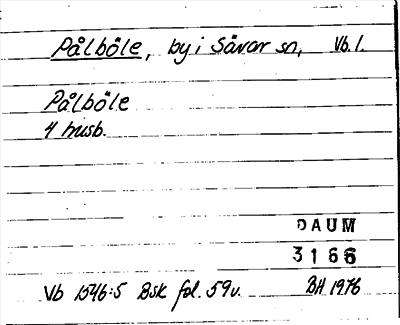 Pålböle, by i Sävar sn, Vb. l.
Pålböle
4 husb.
DAUM
3166
Vb 1546:5 Bsk fol. 59v. BH 1976